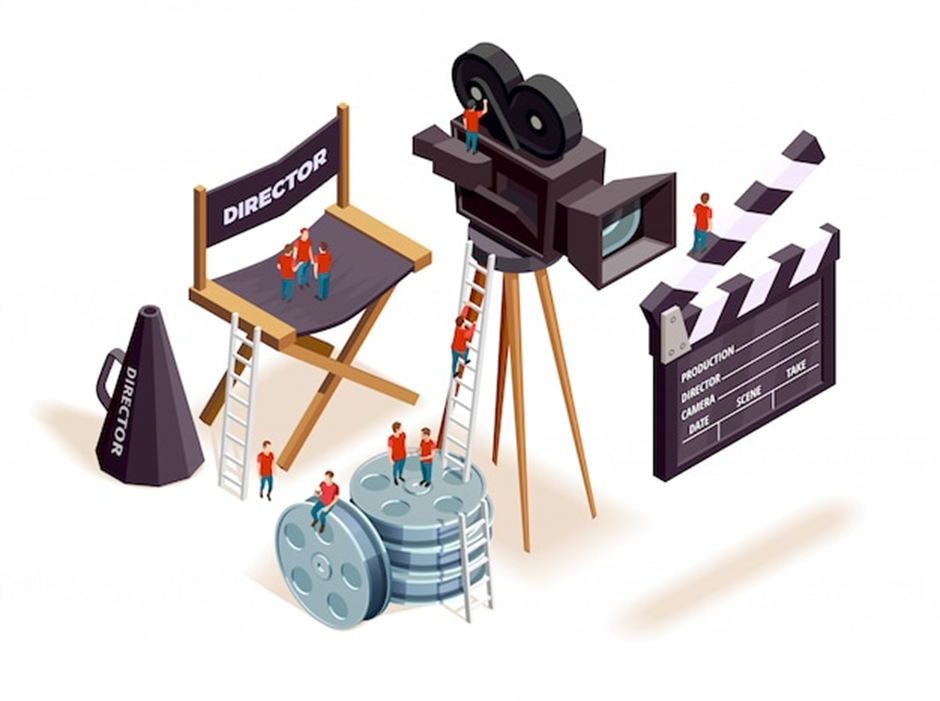 DIRECTOR
DIRECTOR
PRODUCTION
DIRECTOR
CAMERA
DATE SCENE TAKE